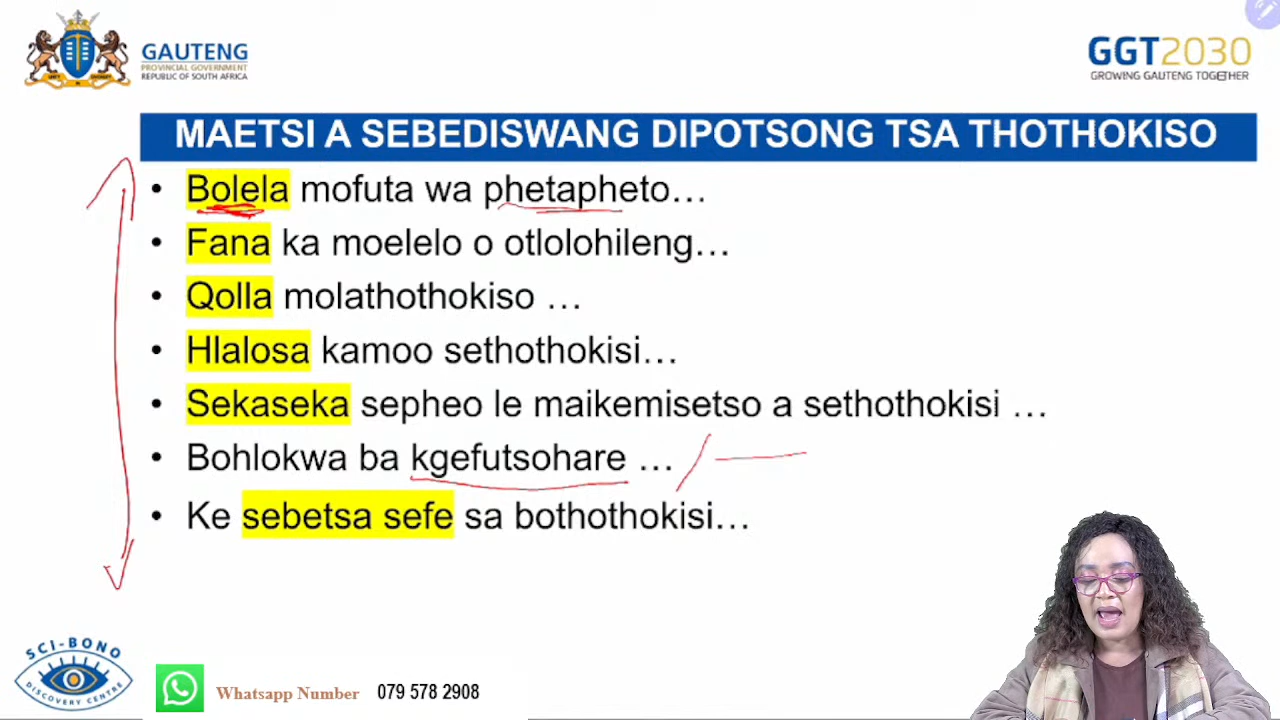 GAUTENG
PROVINCIAL GOVERNMENT
REPUBLIC OF SOUTH AFRICA
GGT2030
GROWING GAUTENG TOGETHER
MAETSI A SEBEDISWANG DIPOTSONG TSA THOTHOKISO
• Bolela mofuta wa phetapheto…
• Fana ka moelelo o otlolohileng…
• Qolla molathothokiso …
• Hlalosa kamoo sethothokisi…
• Sekaseka sepheo le maikemisetso a sethothokisi …
• Bohlokwa ba kgefutsohare …
• Ke sebetsa sefe sa bothothokisi…
SCI-BONO
DISCOVERY CENTRE
Whatsapp Number 079 578 2908